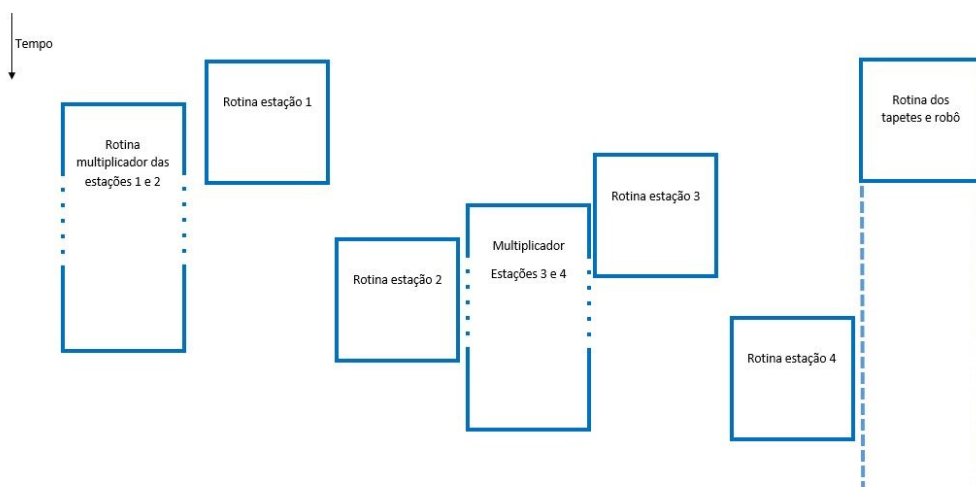 Tempo
Rotina
multiplicador das
estações 1 e 2
Rotina estação 1
Rotina estação 2
Multiplicador
Estações 3 e 4
Rotina estação 3
Rotina estação 4
Rotina dos
tapetes e robô